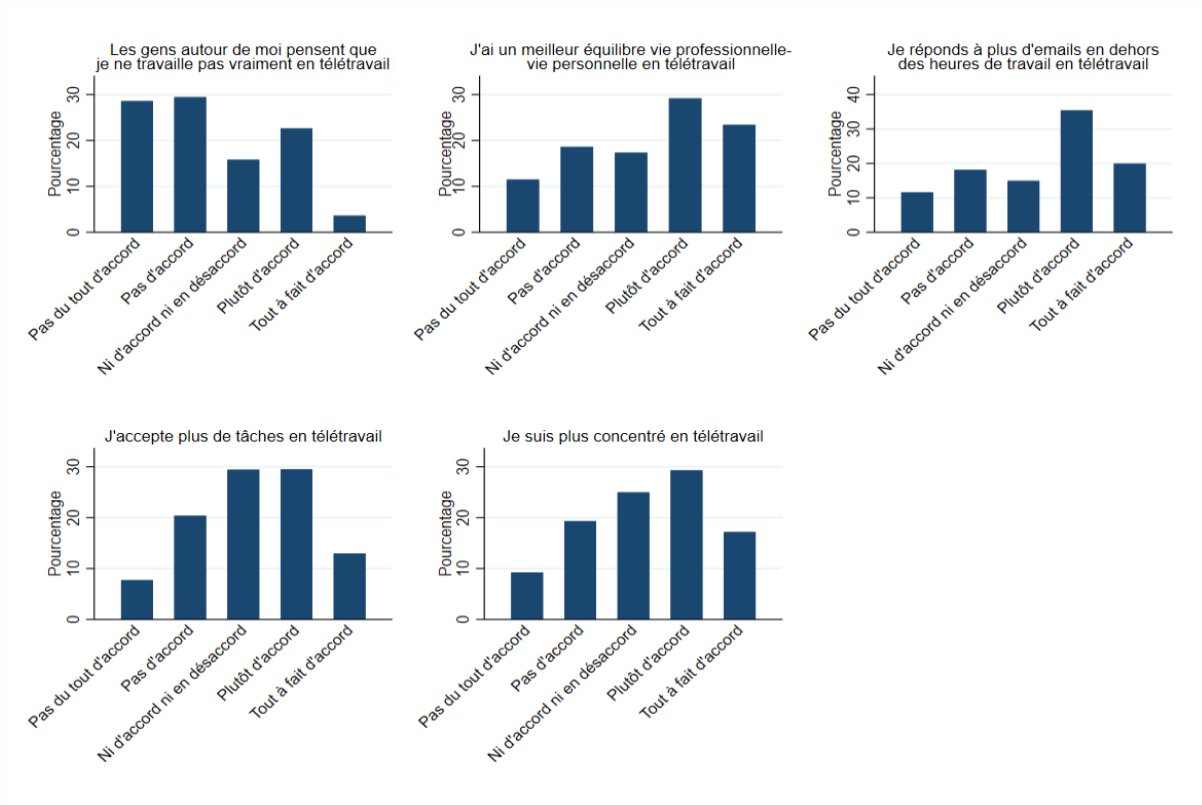 Les gens autour de moi pensent que
je ne travaille pas vraiment en télétravail
Pourcentage
30
20
10
0
Pas du tout d'accord
Pas d'accord
Ni d'accord ni en désaccord
Plutôt d'accord
Tout à fait d'accord
J'ai un meilleur équilibre vie professionnelle-
vie personnelle en télétravail
Pourcentage
30
20
10
0
Pas du tout d'accord
Pas d'accord
Ni d'accord ni en désaccord
Plutôt d'accord
Tout à fait d'accord
Je réponds à plus d'emails en dehors
des heures de travail en télétravail
Pourcentage
40
30
20
10
0
Pas du tout d'accord
Pas d'accord
Ni d'accord ni en désaccord
Plutôt d'accord
Tout à fait d'accord
J'accepte plus de tâches en télétravail
Pourcentage
30
20
10
0
Pas du tout d'accord
Pas d'accord
Ni d'accord ni en désaccord
Plutôt d'accord
Tout à fait d'accord
Je suis plus concentré en télétravail
Pourcentage
30
20
10
0
Pas du tout d'accord
Pas d'accord
Ni d'accord ni en désaccord
Plutôt d'accord
Tout à fait d'accord